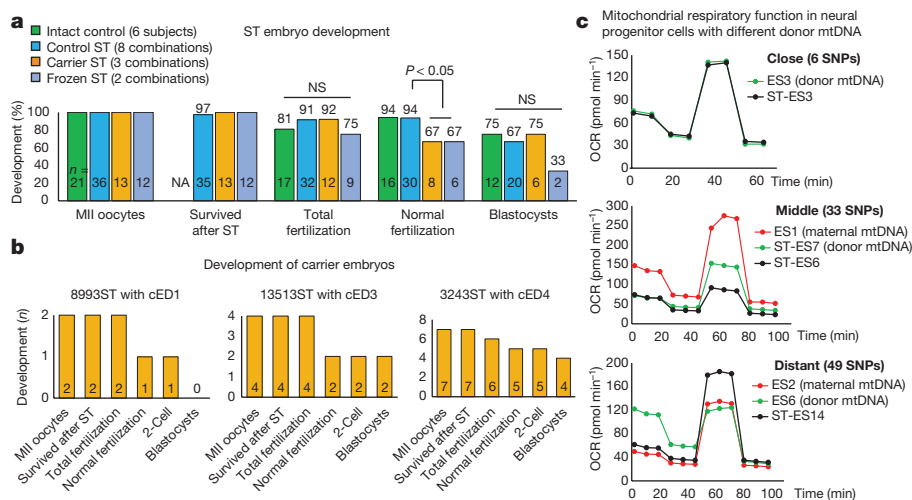 a
Intact control (6 subjects)
Control ST (8 combinations)
Carrier ST (3 combinations)
Frozen ST (2 combinations)
ST embryo development
Development (%)
100
80
60
40
20
0
NS
P < 0.05
NS
97
81
91
92
75
94
94
67
67
75
67
75
33
n =
21
36
13
12
NA
35
13
12
17
32
12
9
16
30
8
6
12
20
6
2
MII oocytes
Survived after ST
Total fertilization
Normal fertilization
Blastocysts
b
Development of carrier embryos
8993ST with cED1
13513ST with cED3
3243ST with cED4
Development (n)
2
1
0
2
2
2
1
1
0
MII oocytes
Survived after ST
Total fertilization
Normal fertilization
2-Cell
Blastocysts
4
3
2
1
0
4
4
4
2
2
2
MII oocytes
Survived after ST
Total fertilization
Normal fertilization
2-Cell
Blastocysts
8
6
4
2
0
7
7
6
5
5
4
MII oocytes
Survived after ST
Total fertilization
Normal fertilization
2-Cell
Blastocysts
c
Mitochondrial respiratory function in neural
progenitor cells with different donor mtDNA
Close (6 SNPs)
ES3 (donor mtDNA)
ST-ES3
OCR (pmol min−1)
150
120
90
60
30
0 20 40 60
Time (min)
Middle (33 SNPs)
ES1 (maternal mtDNA)
ST-ES7 (donor mtDNA)
ST-ES6
OCR (pmol min−1)
300
250
200
150
100
50
0
0 20 40 60 80 100
Time (min)
Distant (49 SNPs)
ES2 (maternal mtDNA)
ES6 (donor mtDNA)
ST-ES14
OCR (pmol min−1)
200
160
120
80
40
0
0 20 40 60 80 100
Time (min)